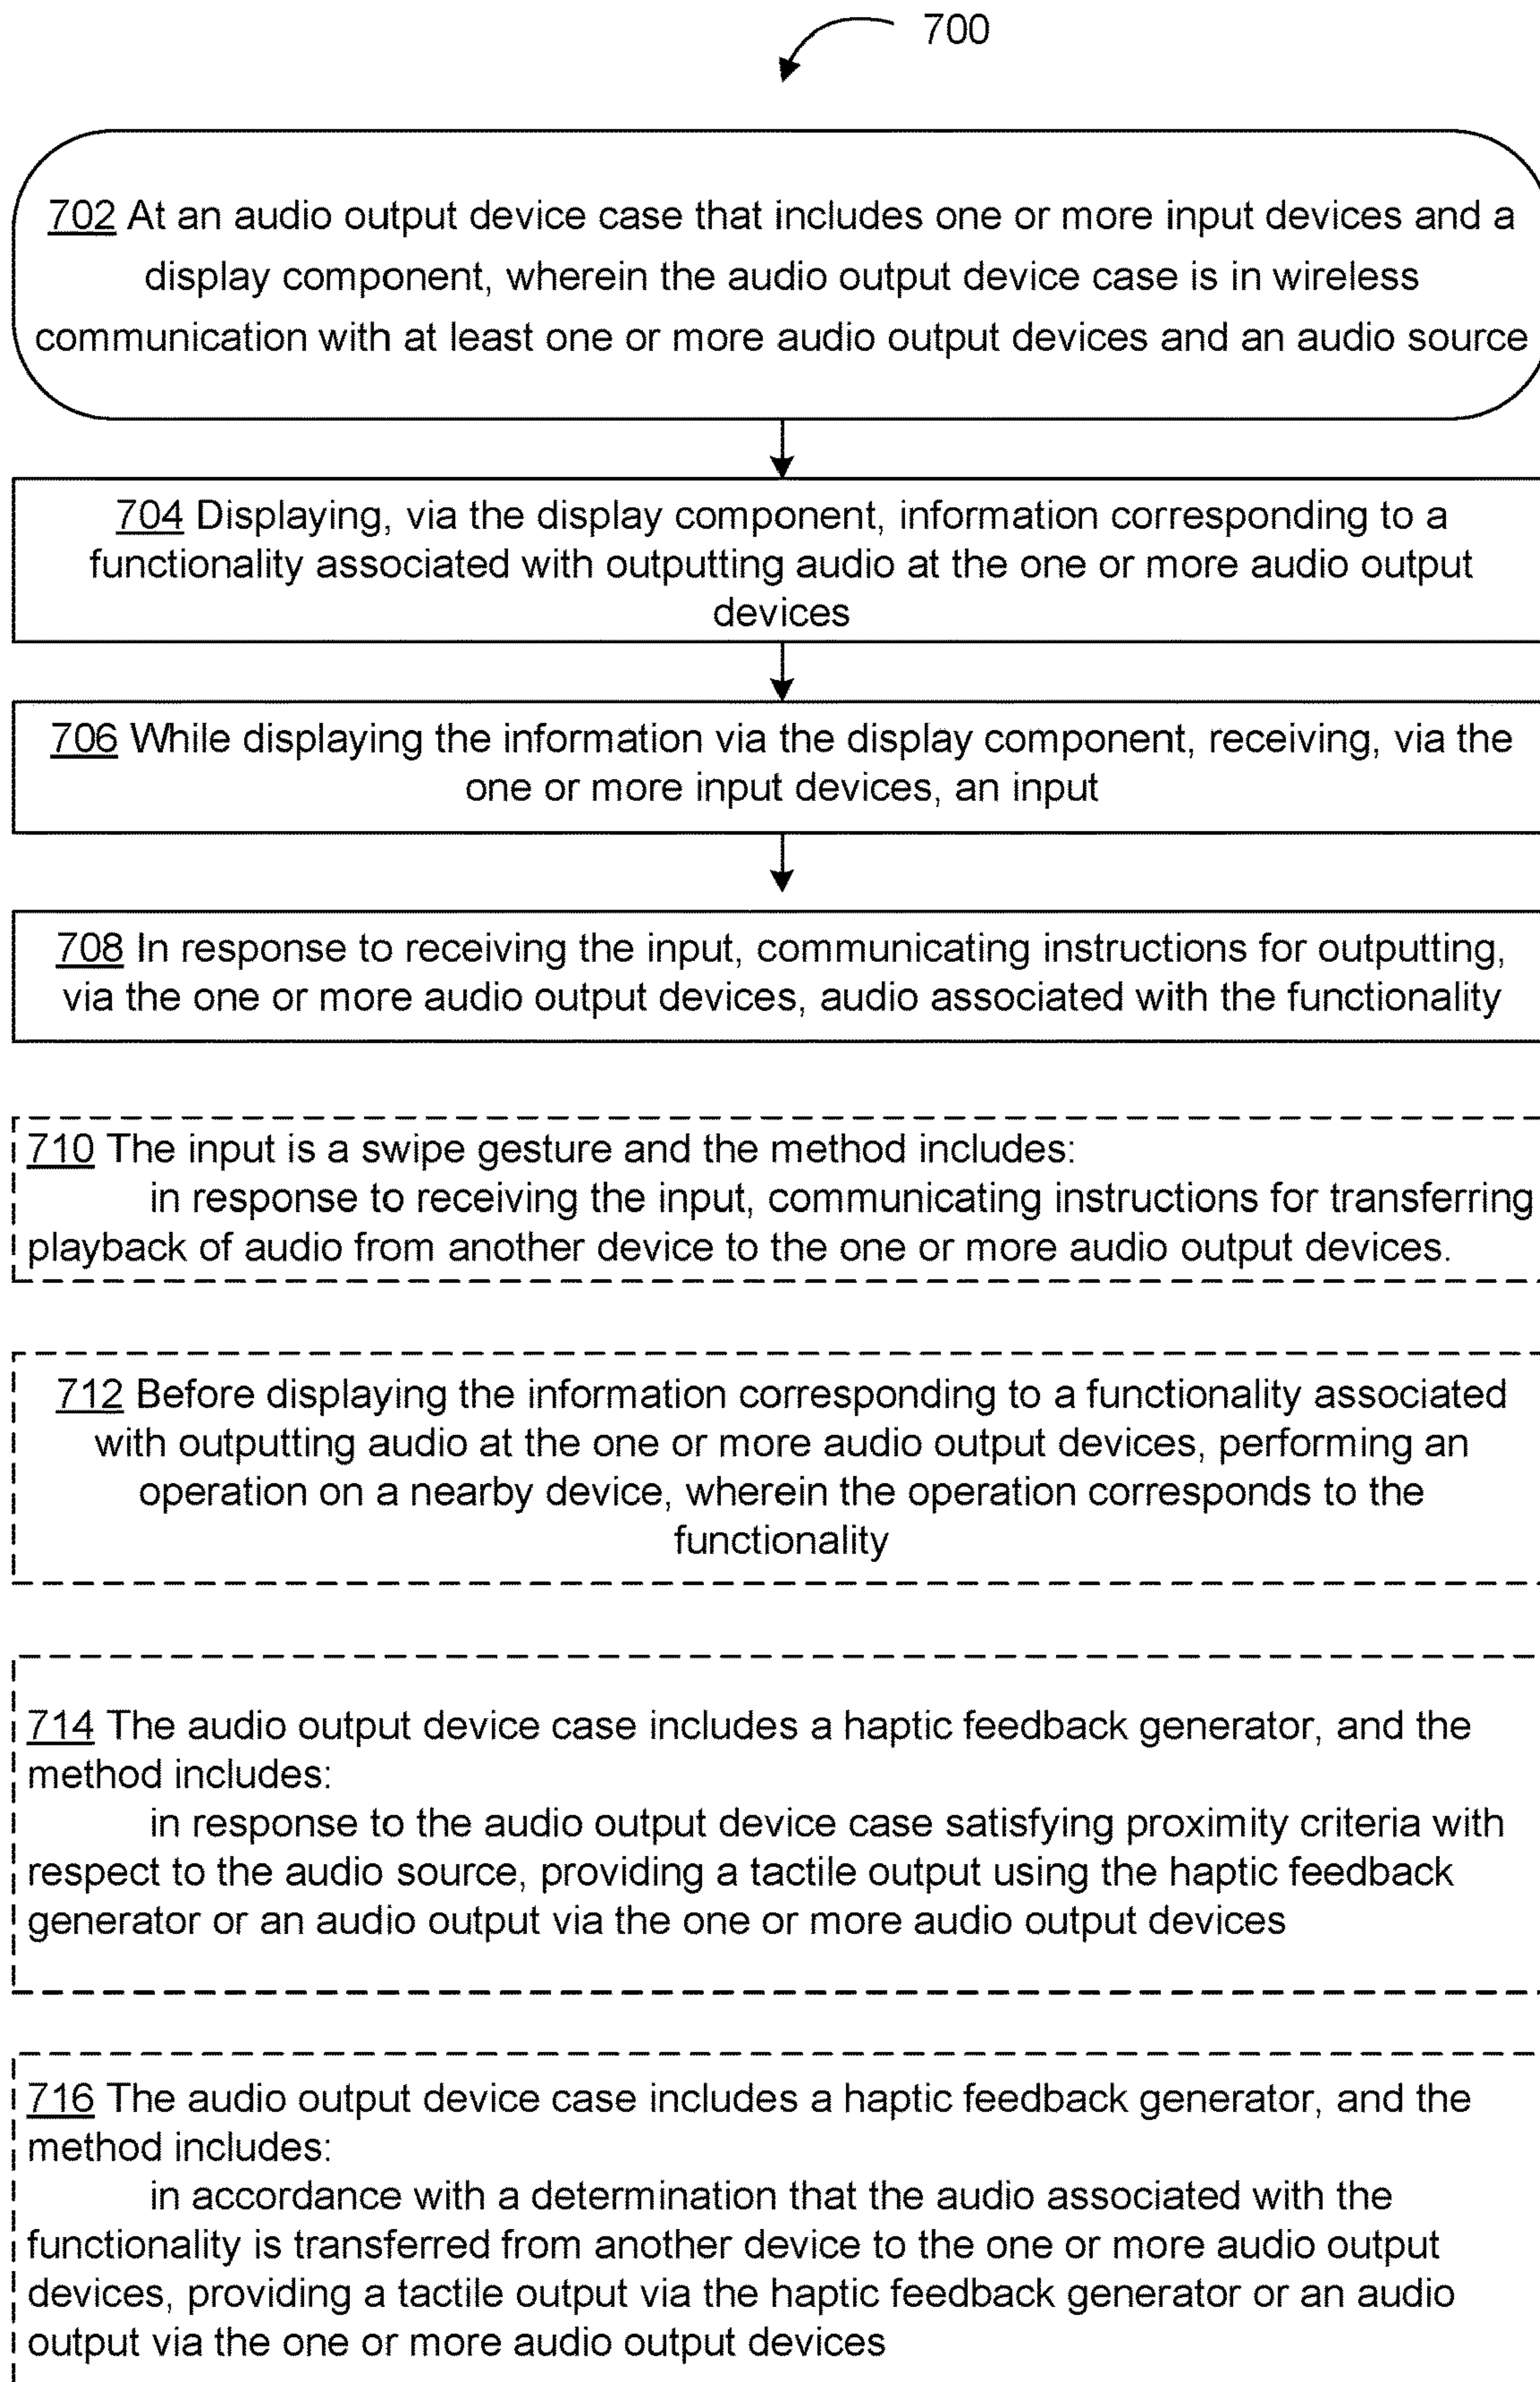 700
702 At an audio output device case that includes one or more input devices and a
display component, wherein the audio output device case is in wireless
communication with at least one or more audio output devices and an audio source
704 Displaying, via the display component, information corresponding to a
functionality associated with outputting audio at the one or more audio output
devices
706 While displaying the information via the display component, receiving, via the
one or more input devices, an input
708 In response to receiving the input, communicating instructions for outputting,
via the one or more audio output devices, audio associated with the functionality
710 The input is a swipe gesture and the method includes:
in response to receiving the input, communicating instructions for transferring
playback of audio from another device to the one or more audio output devices.
712 Before displaying the information corresponding to a functionality associated
with outputting audio at the one or more audio output devices, performing an
operation on a nearby device, wherein the operation corresponds to the
functionality
714 The audio output device case includes a haptic feedback generator, and the
method includes:
in response to the audio output device case satisfying proximity criteria with
respect to the audio source, providing a tactile output using the haptic feedback
generator or an audio output via the one or more audio output devices
716 The audio output device case includes a haptic feedback generator, and the
method includes:
in accordance with a determination that the audio associated with the
functionality is transferred from another device to the one or more audio output
devices, providing a tactile output via the haptic feedback generator or an audio
output via the one or more audio output devices